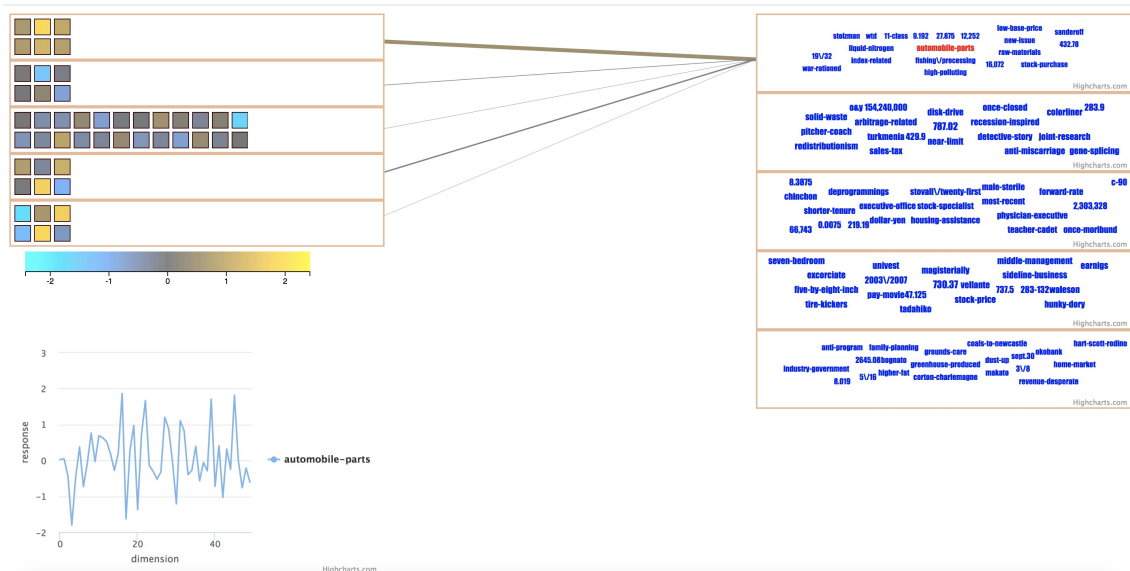 low-base-price
sanderoff
stolzman wtd 11-class 9.192 27.875 12,252
new-issue
432.78
liquid-nitrogen automobile-parts
raw-materials
19\/32 index-related fishing\/processing
16,072 stock-purchase
war-rationed high-polluting
Highcharts.com
o&y 154,240,000 disk-drive once-closed colorliner 283.9
solid-waste arbitrage-related recession-inspired
pitcher-coach 787.02
turkmenia 429.9 near-limit detective-story joint-research
redistributionism sales-tax anti-miscarriage gene-splicing
Highcharts.com
8.3875 c-90
deprogrammings stovall\/twenty-first male-sterile forward-rate
chinchon most-recent
shorter-tenure executive-office stock-specialist 2,303,328
physician-executive
66,743 0.0075 219.19 dollar-yen housing-assistance
teacher-cadet once-moribund
Highcharts.com
seven-bedroom univest middle-management earnigs
excorciate magisterially sideline-business
2003\/2007
five-by-eight-inch 730.37 vellante 737.5 283-132 waleson
pay-movie 47.125
tire-kickers stock-price hunky-dory
tadahiko
Highcharts.com
coals-to-newcastle hart-scott-rodino
anti-program family-planning grounds-care okobank
2645.08 bognato dust-up sept.30
industry-government greenhouse-produced 3\/8 home-market
higher-fat makato
8.019 5\/16 corton-charlemagne revenue-desperate
Highcharts.com
-2 -1 0 1 2
3
2
1
0
−1
−2
response
0 20 40
dimension
automobile-parts
Highcharts.com